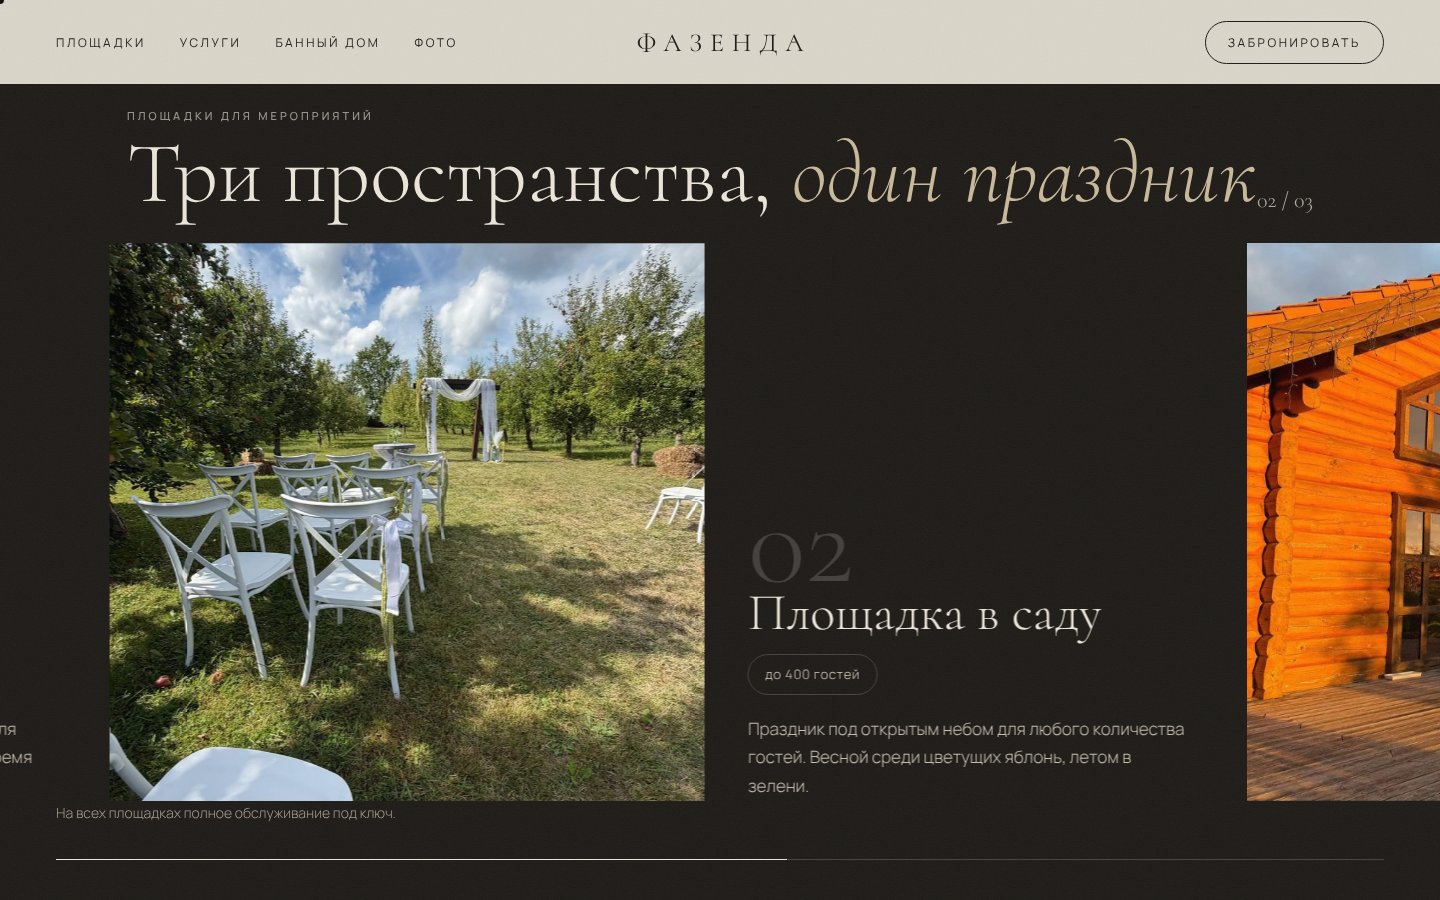 ПЛОЩАДКИ
УСЛУГИ
БАННЫЙ ДОМ
ФОТО
ФАЗЕНДА
ЗАБРОНИРОВАТЬ
ПЛОЩАДКИ ДЛЯ МЕРОПРИЯТИЙ
Три пространства, один праздник
02 / 03
02
Площадка в саду
до 400 гостей
Праздник под открытым небом для любого количества
гостей. Весной среди цветущих яблонь, летом в
зелени.
На всех площадках полное обслуживание под ключ.